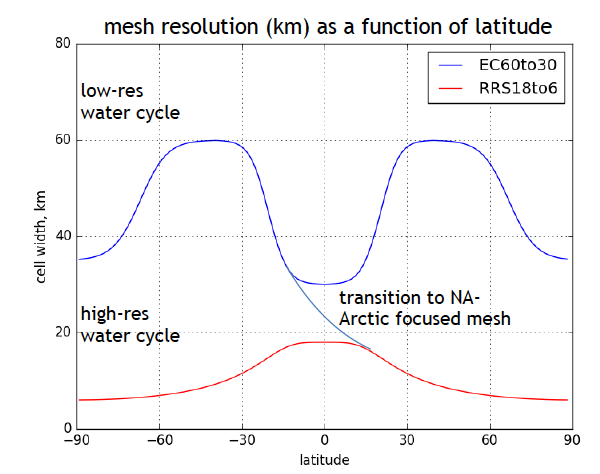 mesh resolution (km) as a function of latitude
80
EC60to30
RRS18to6
low-res
water cycle
60
cell width, km
40
transition to NA-
Arctic focused mesh
high-res
water cycle
20
0
−90
−60
−30
0
30
60
90
latitude